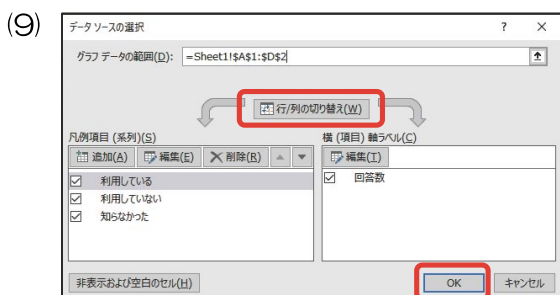 (9)
データ ソースの選択 ? ×
グラフ データの範囲(D): =Sheet1!$A$1:$D$2
行/列の切り替え(W)
凡例項目 (系列)(S)
追加(A) 編集(E) 削除(R)
利用している
利用していない
知らなかった
横 (項目) 軸ラベル(C)
編集(T)
回答数
非表示および空白のセル(H)
OK キャンセル